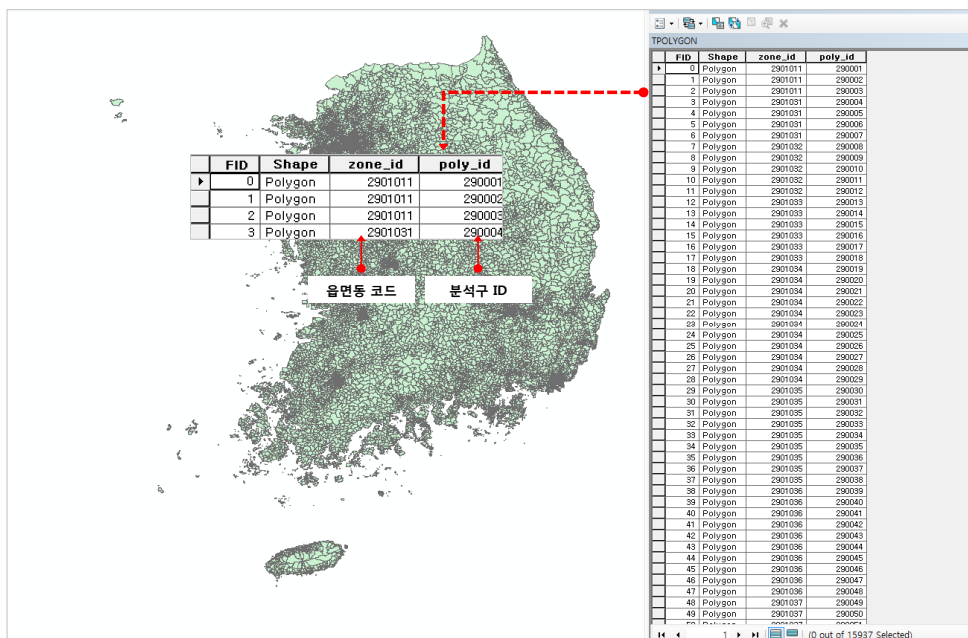 TPOLYGON
FID Shape zone_id poly_id
0 Polygon 2901011 290001
1 Polygon 2901011 290002
2 Polygon 2901011 290003
3 Polygon 2901031 290004
4 Polygon 2901031 290005
5 Polygon 2901031 290006
6 Polygon 2901031 290007
7 Polygon 2901032 290008
8 Polygon 2901032 290009
9 Polygon 2901032 290010
10 Polygon 2901032 290011
11 Polygon 2901032 290012
12 Polygon 2901033 290013
13 Polygon 2901033 290014
14 Polygon 2901033 290015
15 Polygon 2901033 290016
16 Polygon 2901033 290017
17 Polygon 2901033 290018
18 Polygon 2901034 290019
19 Polygon 2901034 290020
20 Polygon 2901034 290021
21 Polygon 2901034 290022
22 Polygon 2901034 290023
23 Polygon 2901034 290024
24 Polygon 2901034 290025
25 Polygon 2901034 290026
26 Polygon 2901034 290027
27 Polygon 2901034 290028
28 Polygon 2901034 290029
29 Polygon 2901035 290030
30 Polygon 2901035 290031
31 Polygon 2901035 290032
32 Polygon 2901035 290033
33 Polygon 2901035 290034
34 Polygon 2901035 290035
35 Polygon 2901035 290036
36 Polygon 2901035 290037
37 Polygon 2901035 290038
38 Polygon 2901036 290039
39 Polygon 2901036 290040
40 Polygon 2901036 290041
41 Polygon 2901036 290042
42 Polygon 2901036 290043
43 Polygon 2901036 290044
44 Polygon 2901036 290045
45 Polygon 2901036 290046
46 Polygon 2901036 290047
47 Polygon 2901036 290048
48 Polygon 2901037 290049
49 Polygon 2901037 290050
1 (0 out of 15937 Selected)
FID Shape zone_id poly_id
0 Polygon 2901011 290001
1 Polygon 2901011 290002
2 Polygon 2901011 290003
3 Polygon 2901031 290004
읍면동 코드
분석구 ID